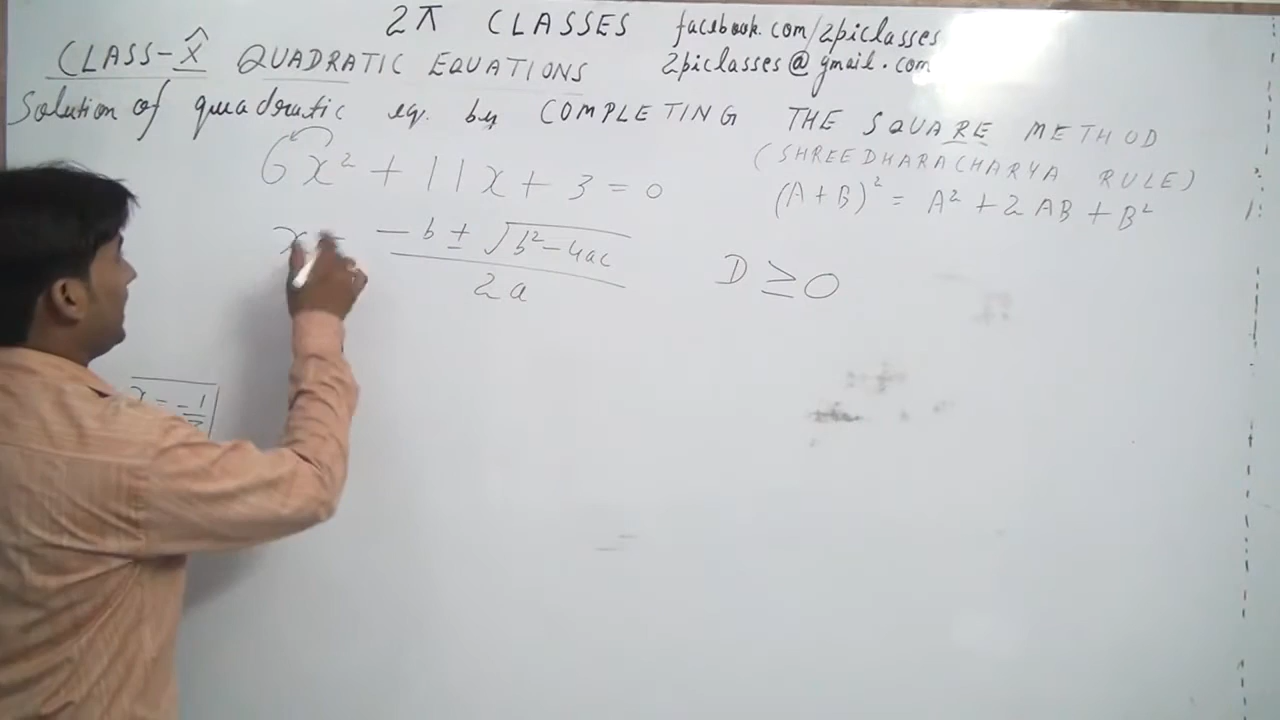 2π CLASSES facebook.com/2piclasses
CLASS-X QUADRATIC EQUATIONS 2piclasses@gmail.com
Solution of quadratic eq. by COMPLETING THE SQUARE METHOD
(SHREEDHARACHARYA RULE)
6x² + 11x + 3 = 0
(A+B)² = A² + 2AB + B²
x = -b ± √b²-4ac / 2a
D ≥ 0